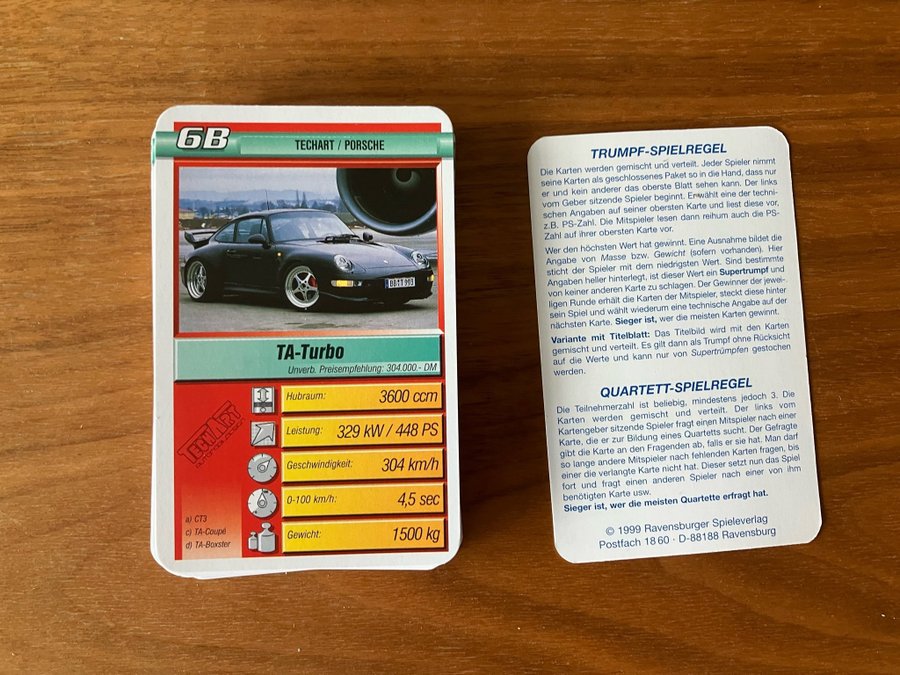 6B
TECHART / PORSCHE
BB TT 993
TA-Turbo
Unverb. Preisempfehlung: 304.000.- DM
Hubraum: 3600 ccm
Leistung: 329 kW / 448 PS
Geschwindigkeit: 304 km/h
0-100 km/h: 4,5 sec
Gewicht: 1500 kg
TECHART
AUTOMOBILDESIGN
a) CT3
c) TA-Coupé
d) TA-Boxster
TRUMPF-SPIELREGEL
Die Karten werden gemischt und verteilt. Jeder Spieler nimmt
seine Karten als geschlossenes Paket so in die Hand, dass nur
er und kein anderer das oberste Blatt sehen kann. Der links
vom Geber sitzende Spieler beginnt. Er wählt eine der techni-
schen Angaben auf seiner obersten Karte und liest diese vor,
z.B. PS-Zahl. Die Mitspieler lesen dann reihum auch die PS-
Zahl auf ihrer obersten Karte vor.
Wer den höchsten Wert hat gewinnt. Eine Ausnahme bildet die
Angabe von Masse bzw. Gewicht (sofern vorhanden). Hier
sticht der Spieler mit dem niedrigsten Wert. Sind bestimmte
Angaben heller hinterlegt, ist dieser Wert ein Supertrumpf und
von keiner anderen Karte zu schlagen. Der Gewinner der jewei-
ligen Runde erhält die Karten der Mitspieler, steckt diese hinter
sein Spiel und wählt wiederum eine technische Angabe auf der
nächsten Karte. Sieger ist, wer die meisten Karten gewinnt.
Variante mit Titelblatt: Das Titelbild wird mit den Karten
gemischt und verteilt. Es gilt dann als Trumpf ohne Rücksicht
auf die Werte und kann nur von Supertrümpfen gestochen
werden.
QUARTETT-SPIELREGEL
Die Teilnehmerzahl ist beliebig, mindestens jedoch 3. Die
Karten werden gemischt und verteilt. Der links vom
Kartengeber sitzende Spieler fragt einen Mitspieler nach einer
Karte, die er zur Bildung eines Quartetts sucht. Der Gefragte
gibt die Karte an den Fragenden ab, falls er sie hat. Man darf
so lange andere Mitspieler nach fehlenden Karten fragen, bis
einer die verlangte Karte nicht hat. Dieser setzt nun das Spiel
fort und fragt einen anderen Spieler nach einer von ihm
benötigten Karte usw.
Sieger ist, wer die meisten Quartette erfragt hat.
© 1999 Ravensburger Spieleverlag
Postfach 18 60 · D-88188 Ravensburg